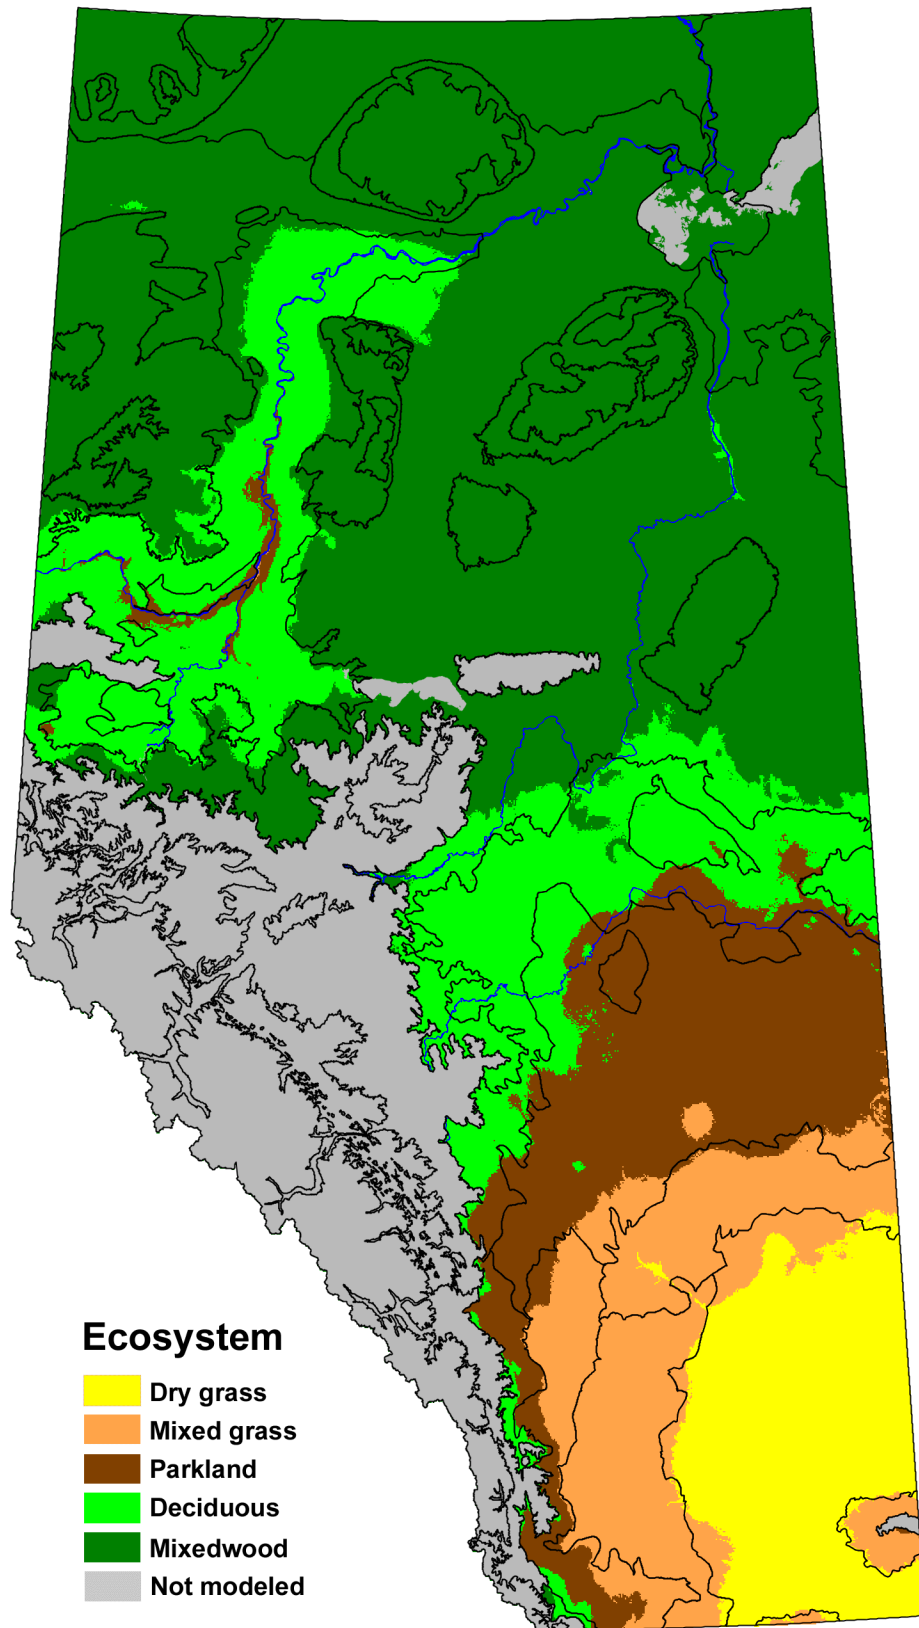 Ecosystem
Dry grass
Mixed grass
Parkland
Deciduous
Mixedwood
Not modeled